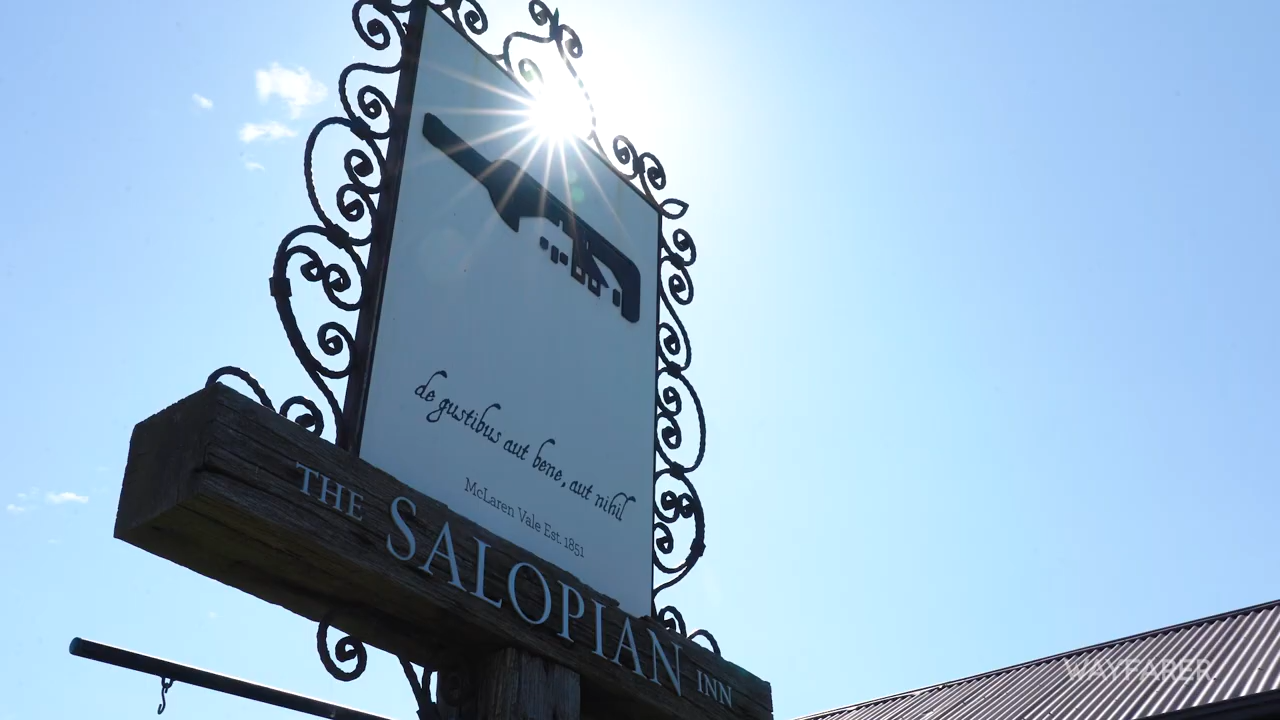 de gustibus aut bene, aut nihil
McLaren Vale Est. 1851
THE SALOPIAN INN
WAYFARER.